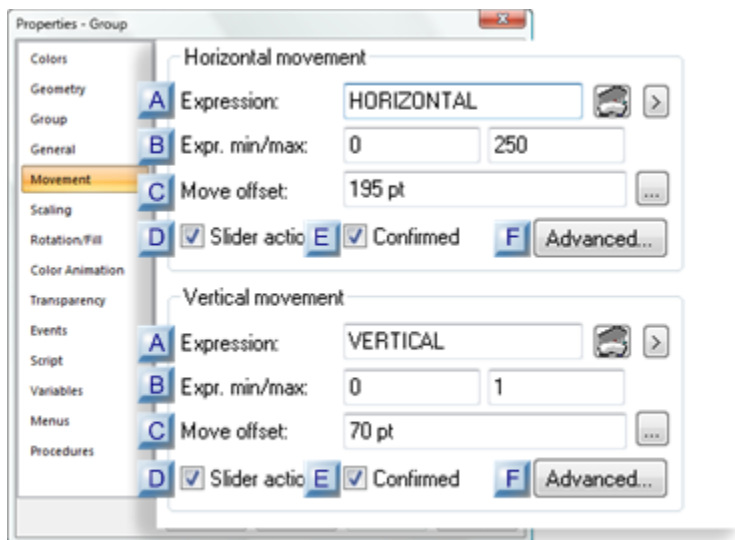 Properties - Group
Colors
Geometry
Group
General
Movement
Scaling
Rotation/Fill
Color Animation
Transparency
Events
Script
Variables
Menus
Procedures
Horizontal movement
A Expression: HORIZONTAL >
B Expr. min/max: 0 250
C Move offset: 195 pt ...
D Slider actio E Confirmed F Advanced...
Vertical movement
A Expression: VERTICAL >
B Expr. min/max: 0 1
C Move offset: 70 pt ...
D Slider actio E Confirmed F Advanced...